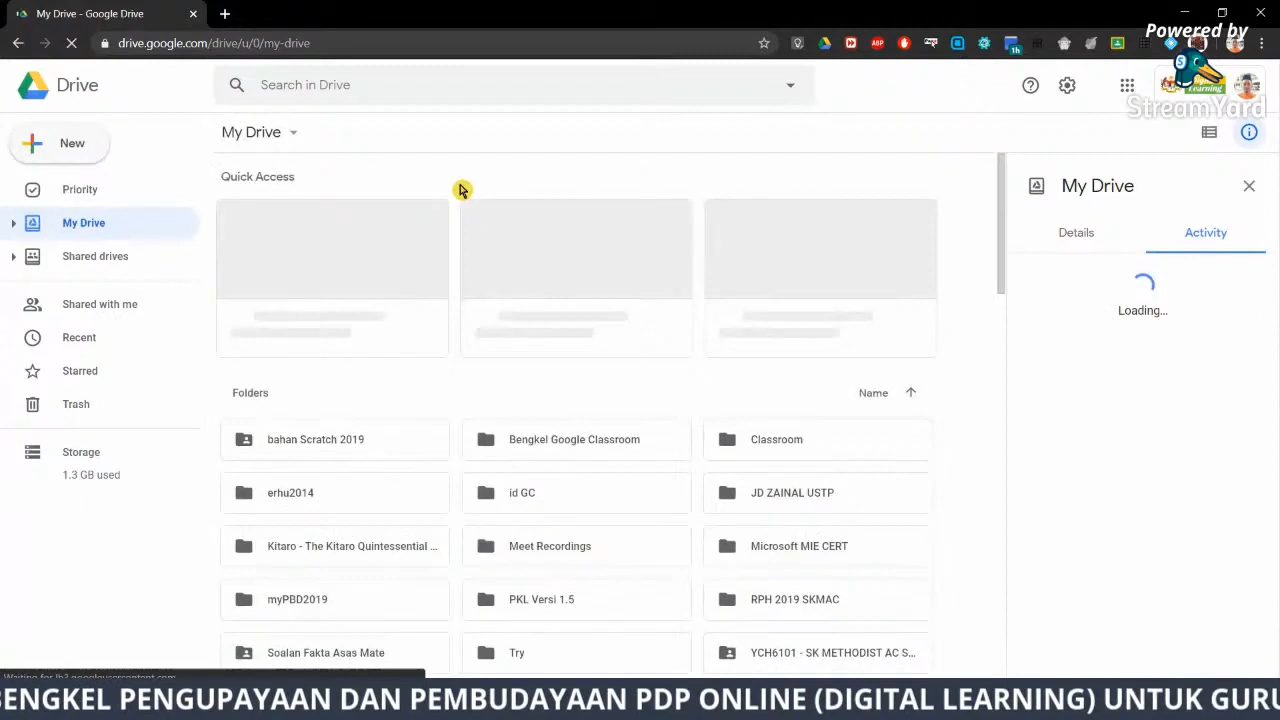 My Drive - Google Drive
drive.google.com/drive/u/0/my-drive
ABP
1h
Powered by
StreamYard
Drive
Search in Drive
New
My Drive
Priority
My Drive
Shared drives
Shared with me
Recent
Starred
Trash
Storage
1.3 GB used
Quick Access
Folders
Name
bahan Scratch 2019
Bengkel Google Classroom
Classroom
erhu2014
id GC
JD ZAINAL USTP
Kitaro - The Kitaro Quintessential ...
Meet Recordings
Microsoft MIE CERT
myPBD2019
PKL Versi 1.5
RPH 2019 SKMAC
Soalan Fakta Asas Mate
Try
YCH6101 - SK METHODIST AC S...
My Drive
Details
Activity
Loading...
BENGKEL PENGUPAYAAN DAN PEMBUDAYAAN PDP ONLINE (DIGITAL LEARNING) UNTUK GURU